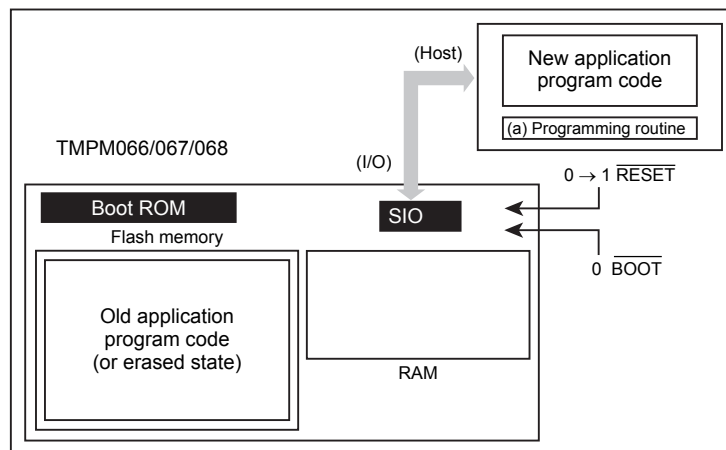 (Host)
New application
program code
(a) Programming routine
TMPM066/067/068
(I/O)
0 → 1 RESET
Boot ROM
SIO
Flash memory
0 BOOT
Old application
program code
(or erased state)
RAM